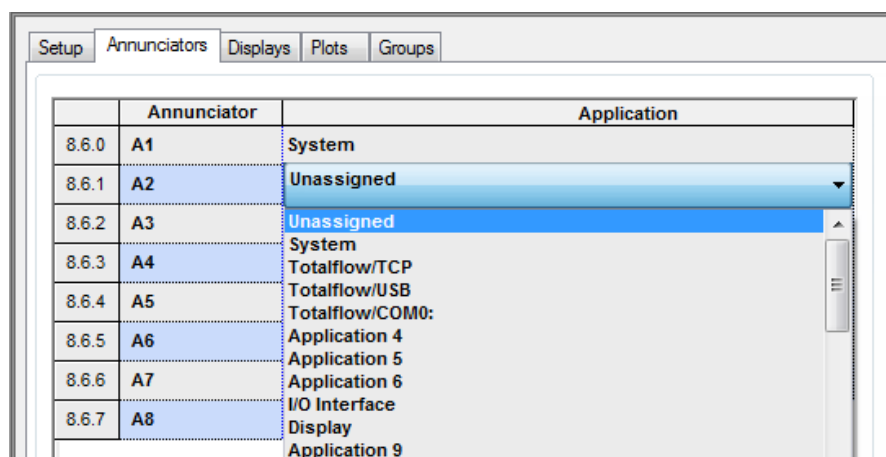 Setup Annunciators Displays Plots Groups
Annunciator Application
8.6.0 A1 System
8.6.1 A2 Unassigned
8.6.2 A3 Unassigned
System
8.6.3 A4 Totalflow/TCP
Totalflow/USB
8.6.4 A5 Totalflow/COM0:
8.6.5 A6 Application 4
Application 5
8.6.6 A7 Application 6
I/O Interface
8.6.7 A8 Display
Application 9